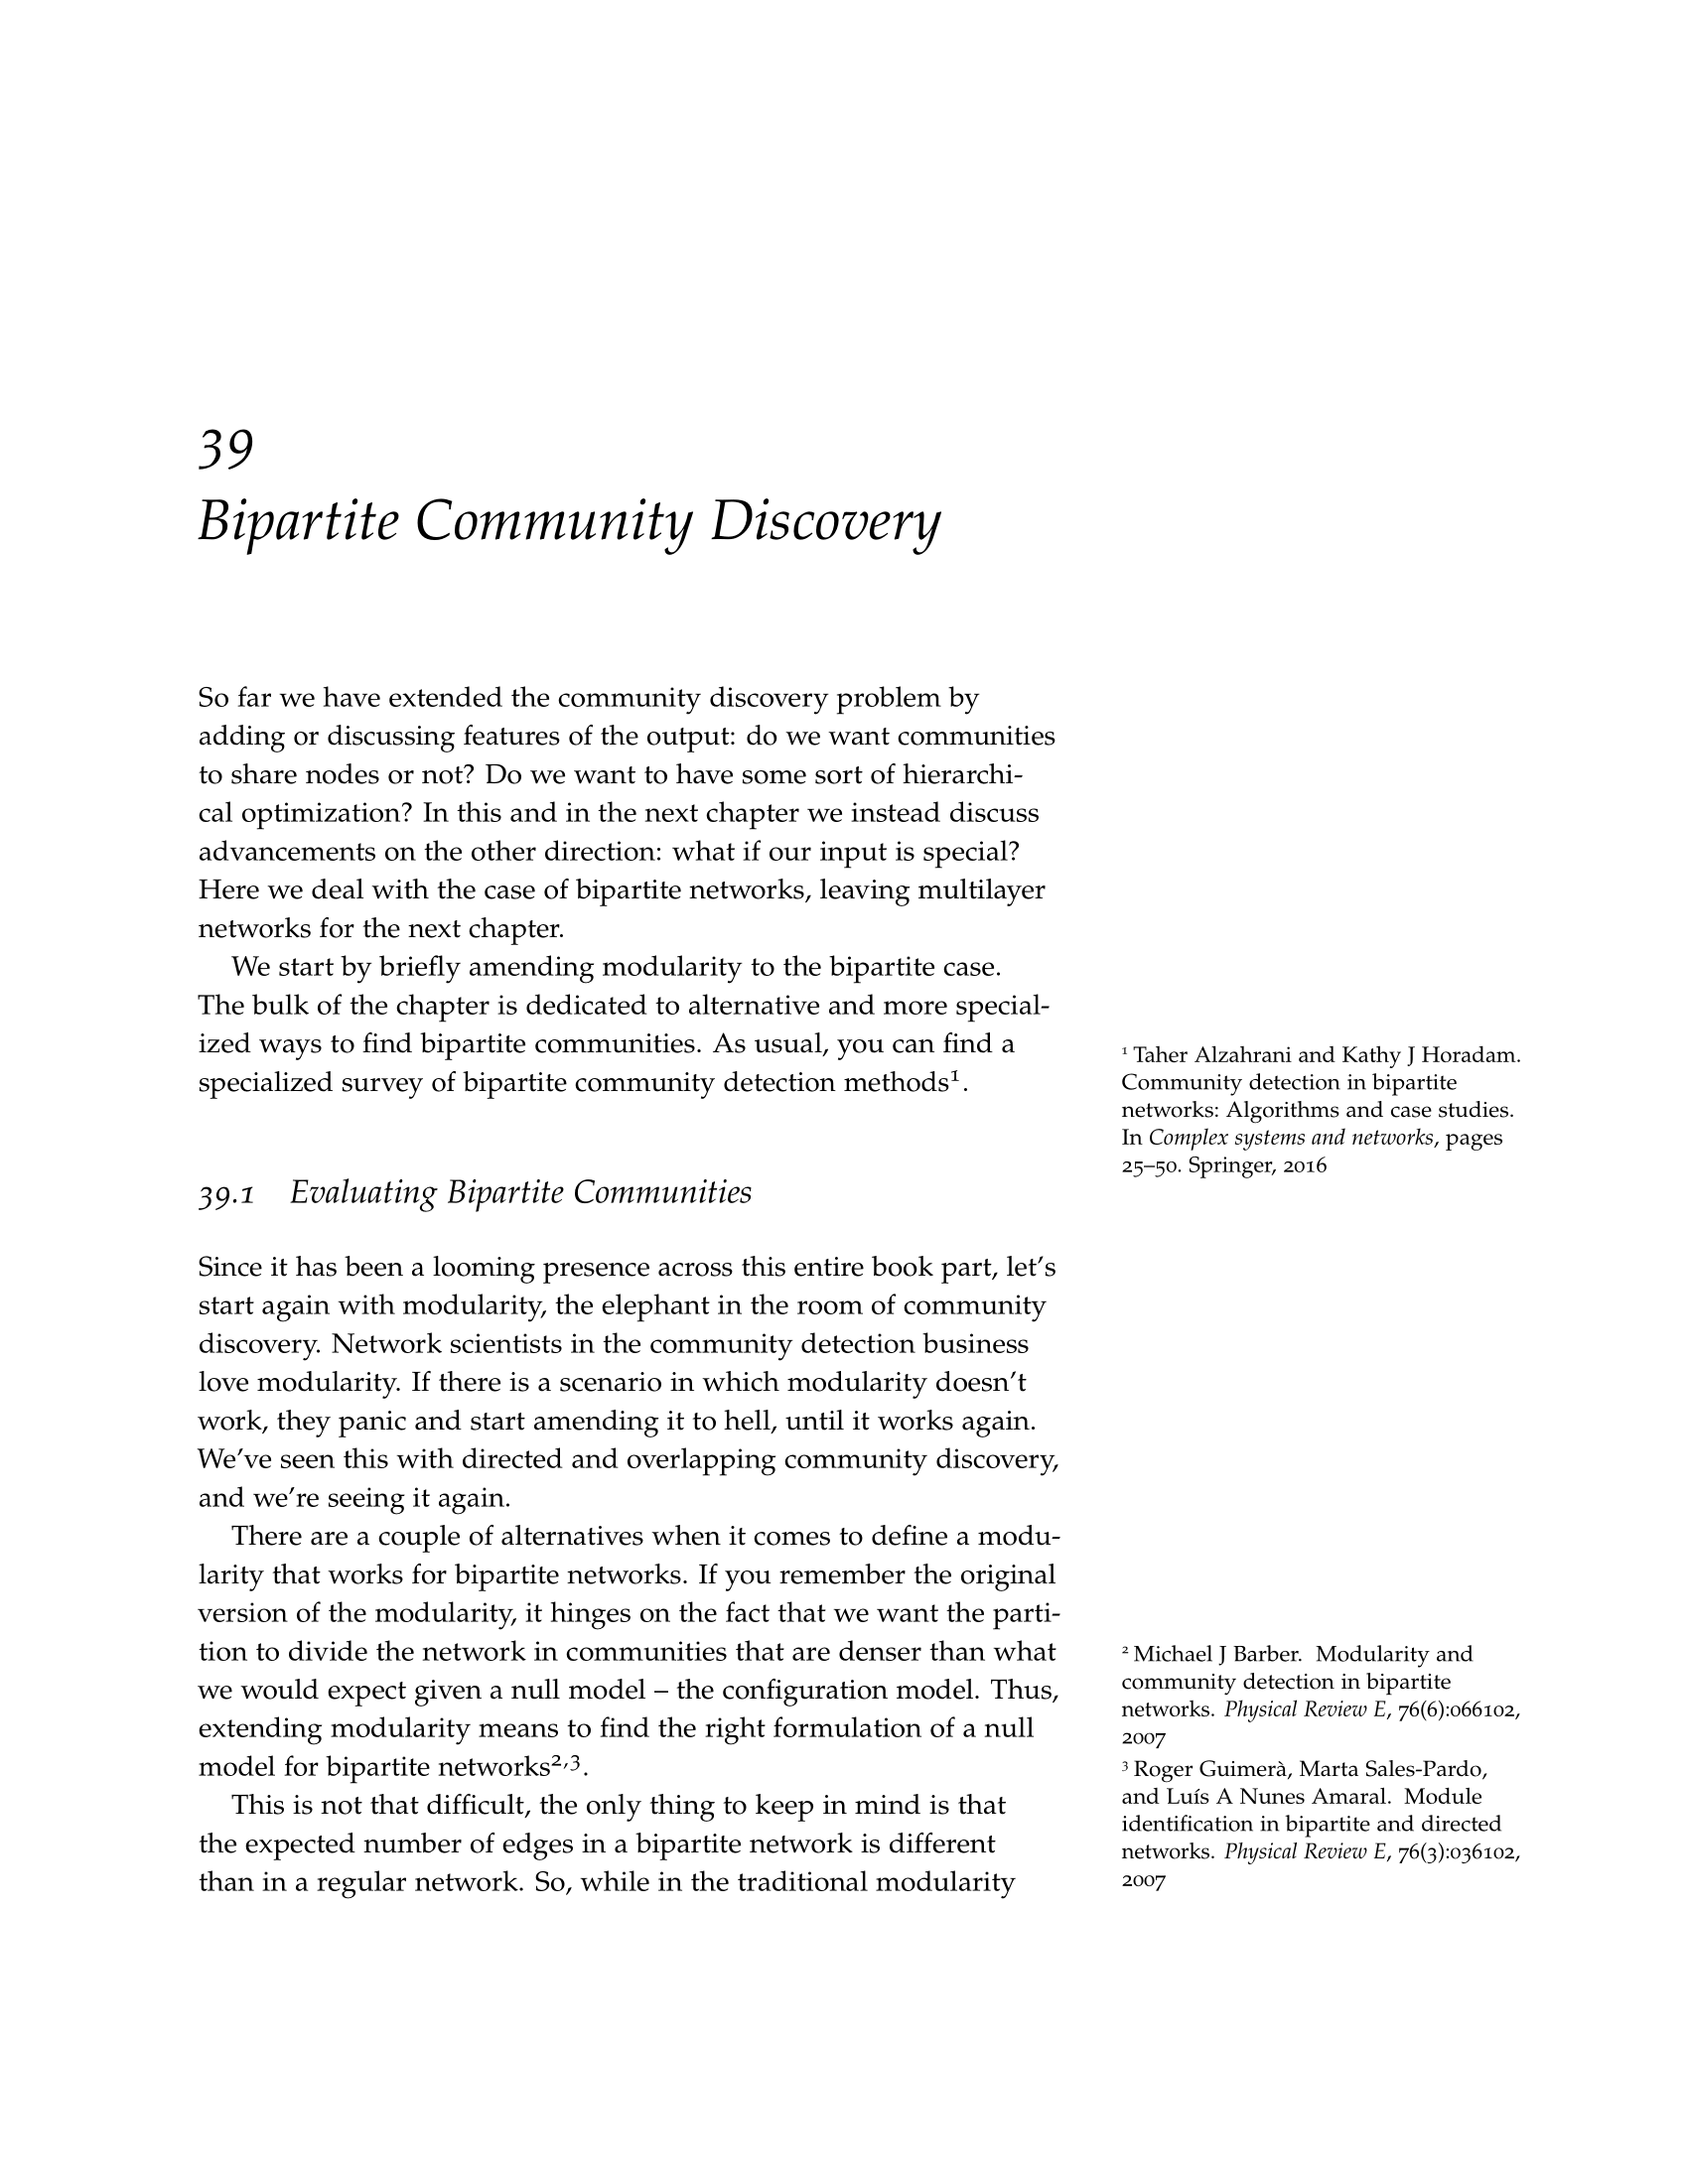 39
Bipartite Community Discovery
So far we have extended the community discovery problem by
adding or discussing features of the output: do we want communities
to share nodes or not? Do we want to have some sort of hierarchi-
cal optimization? In this and in the next chapter we instead discuss
advancements on the other direction: what if our input is special?
Here we deal with the case of bipartite networks, leaving multilayer
networks for the next chapter.
We start by briefly amending modularity to the bipartite case.
The bulk of the chapter is dedicated to alternative and more special-
ized ways to find bipartite communities. As usual, you can find a
specialized survey of bipartite community detection methods¹.
¹ Taher Alzahrani and Kathy J Horadam.
Community detection in bipartite
networks: Algorithms and case studies.
In Complex systems and networks, pages
25–50. Springer, 2016
39.1 Evaluating Bipartite Communities
Since it has been a looming presence across this entire book part, let's
start again with modularity, the elephant in the room of community
discovery. Network scientists in the community detection business
love modularity. If there is a scenario in which modularity doesn't
work, they panic and start amending it to hell, until it works again.
We've seen this with directed and overlapping community discovery,
and we're seeing it again.
There are a couple of alternatives when it comes to define a modu-
larity that works for bipartite networks. If you remember the original
version of the modularity, it hinges on the fact that we want the parti-
tion to divide the network in communities that are denser than what
we would expect given a null model – the configuration model. Thus,
extending modularity means to find the right formulation of a null
model for bipartite networks²,³.
This is not that difficult, the only thing to keep in mind is that
the expected number of edges in a bipartite network is different
than in a regular network. So, while in the traditional modularity
² Michael J Barber. Modularity and
community detection in bipartite
networks. Physical Review E, 76(6):066102,
2007
³ Roger Guimerà, Marta Sales-Pardo,
and Luís A Nunes Amaral. Module
identification in bipartite and directed
networks. Physical Review E, 76(3):036102,
2007